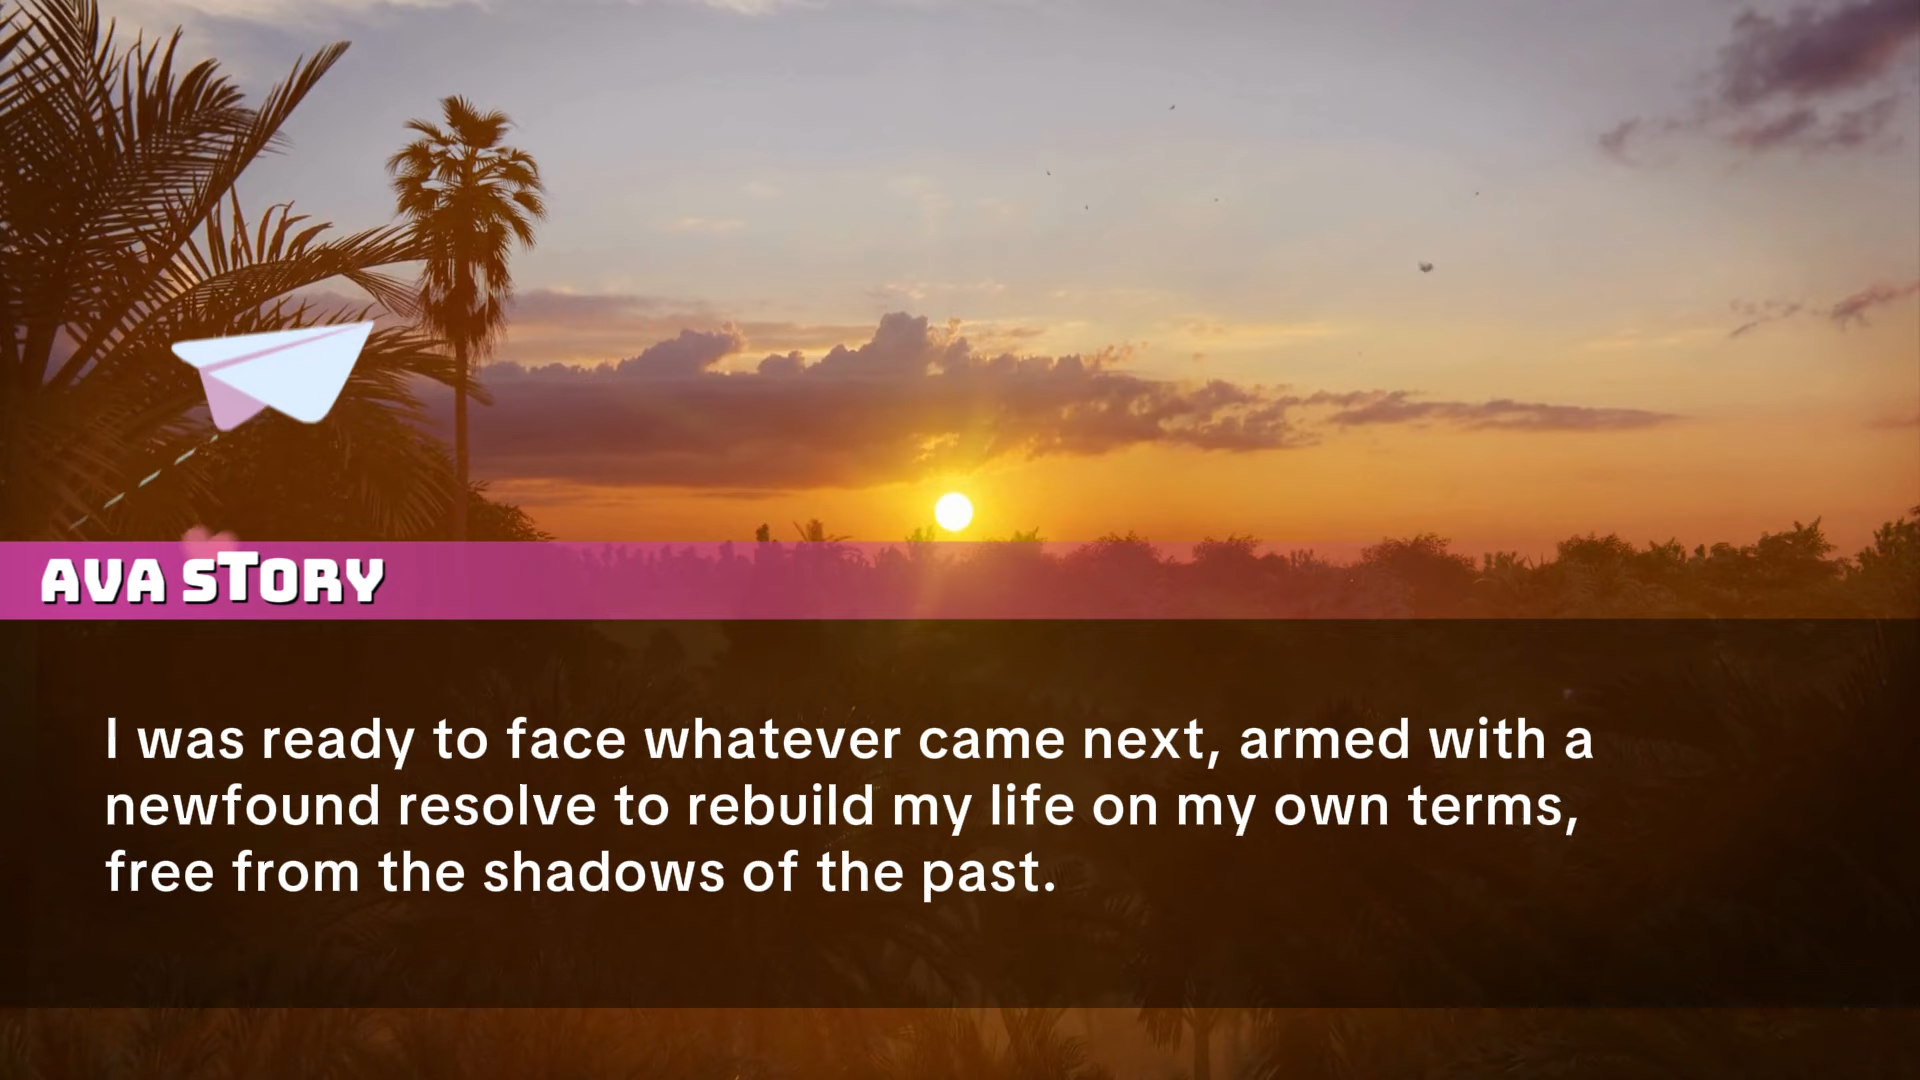 AVA STORY
I was ready to face whatever came next, armed with a
newfound resolve to rebuild my life on my own terms,
free from the shadows of the past.